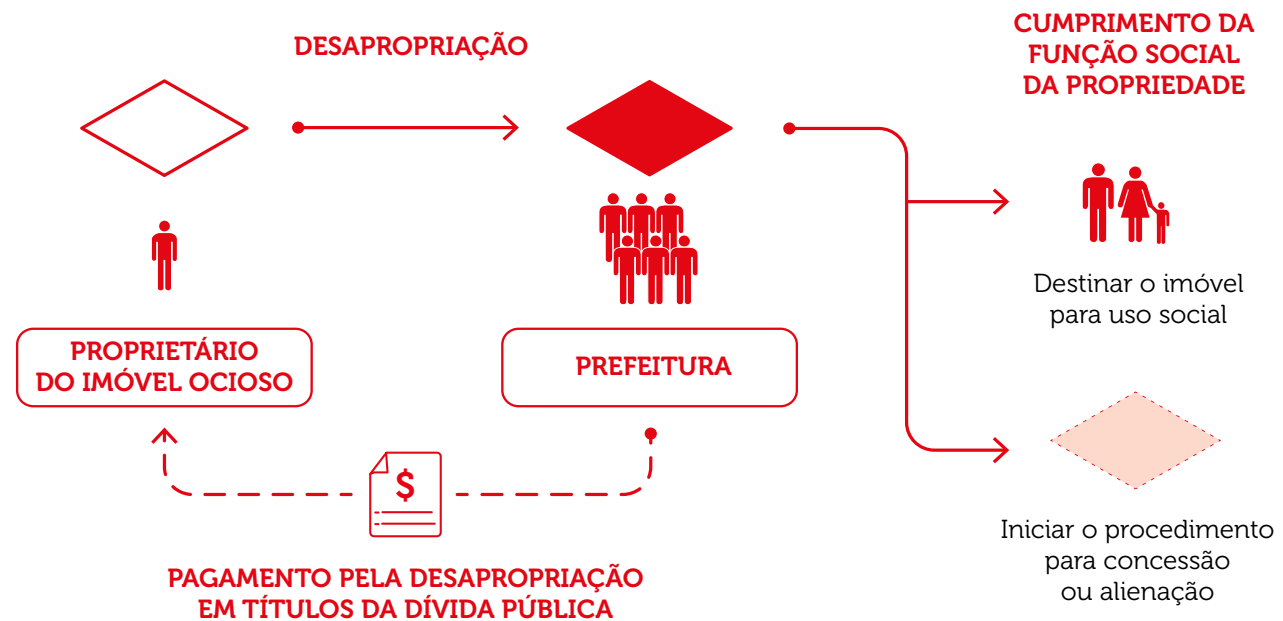 DESAPROPRIAÇÃO
CUMPRIMENTO DA
FUNÇÃO SOCIAL
DA PROPRIEDADE
PROPRIETÁRIO
DO IMÓVEL OCIOSO
PREFEITURA
Destinar o imóvel
para uso social
$
PAGAMENTO PELA DESAPROPRIAÇÃO
EM TÍTULOS DA DÍVIDA PÚBLICA
Iniciar o procedimento
para concessão
ou alienação